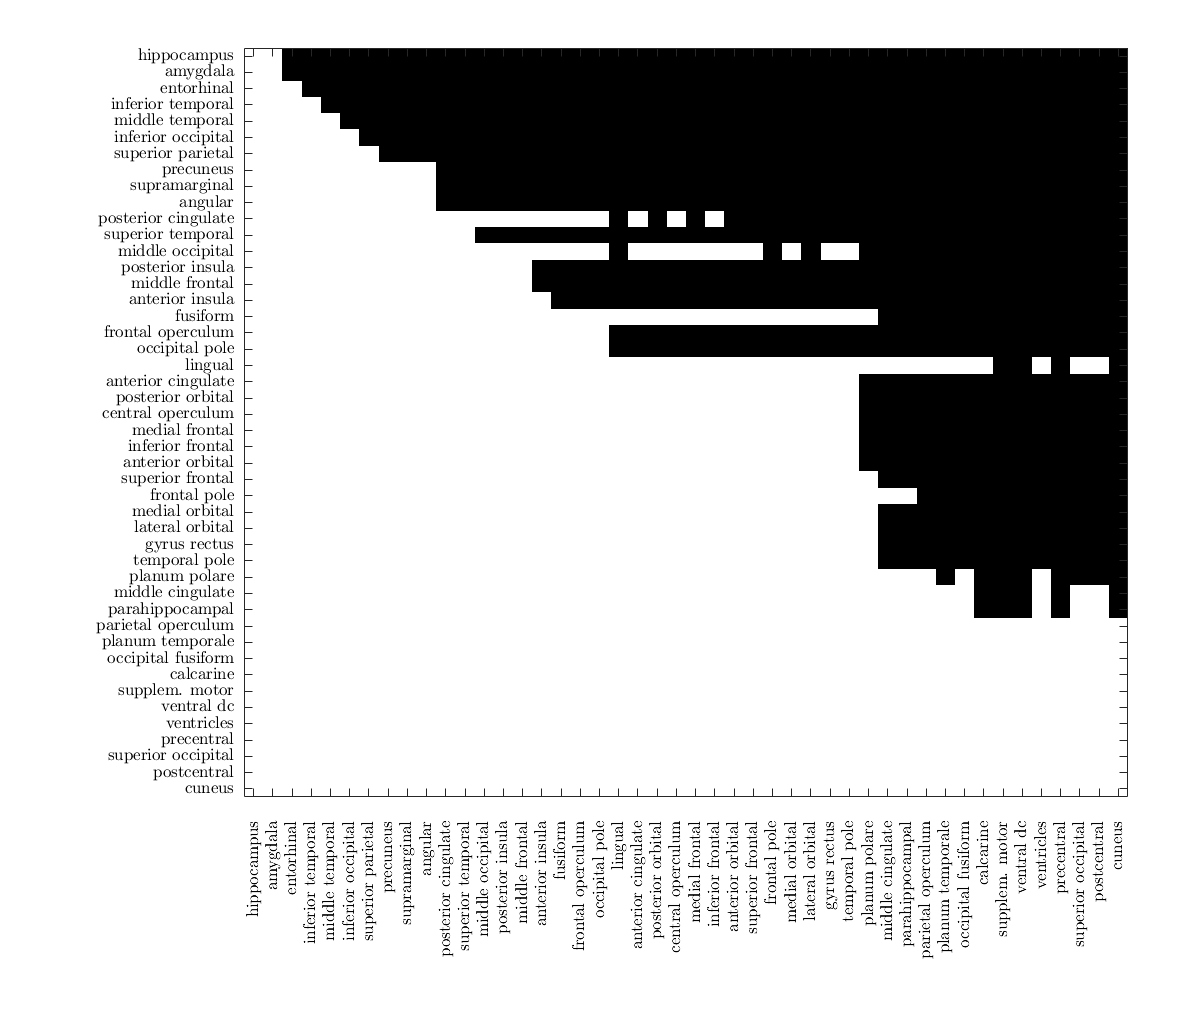 hippocampus
amygdala
entorhinal
inferior temporal
middle temporal
inferior occipital
superior parietal
precuneus
supramarginal
angular
posterior cingulate
superior temporal
middle occipital
posterior insula
middle frontal
anterior insula
fusiform
frontal operculum
occipital pole
lingual
anterior cingulate
posterior orbital
central operculum
medial frontal
inferior frontal
anterior orbital
superior frontal
frontal pole
medial orbital
lateral orbital
gyrus rectus
temporal pole
planum polare
middle cingulate
parahippocampal
parietal operculum
planum temporale
occipital fusiform
calcarine
supplem. motor
ventral dc
ventricles
precentral
superior occipital
postcentral
cuneus
hippocampus
amygdala
entorhinal
inferior temporal
middle temporal
inferior occipital
superior parietal
precuneus
supramarginal
angular
posterior cingulate
superior temporal
middle occipital
posterior insula
middle frontal
anterior insula
fusiform
frontal operculum
occipital pole
lingual
anterior cingulate
posterior orbital
central operculum
medial frontal
inferior frontal
anterior orbital
superior frontal
frontal pole
medial orbital
lateral orbital
gyrus rectus
temporal pole
planum polare
middle cingulate
parahippocampal
parietal operculum
planum temporale
occipital fusiform
calcarine
supplem. motor
ventral dc
ventricles
precentral
superior occipital
postcentral
cuneus